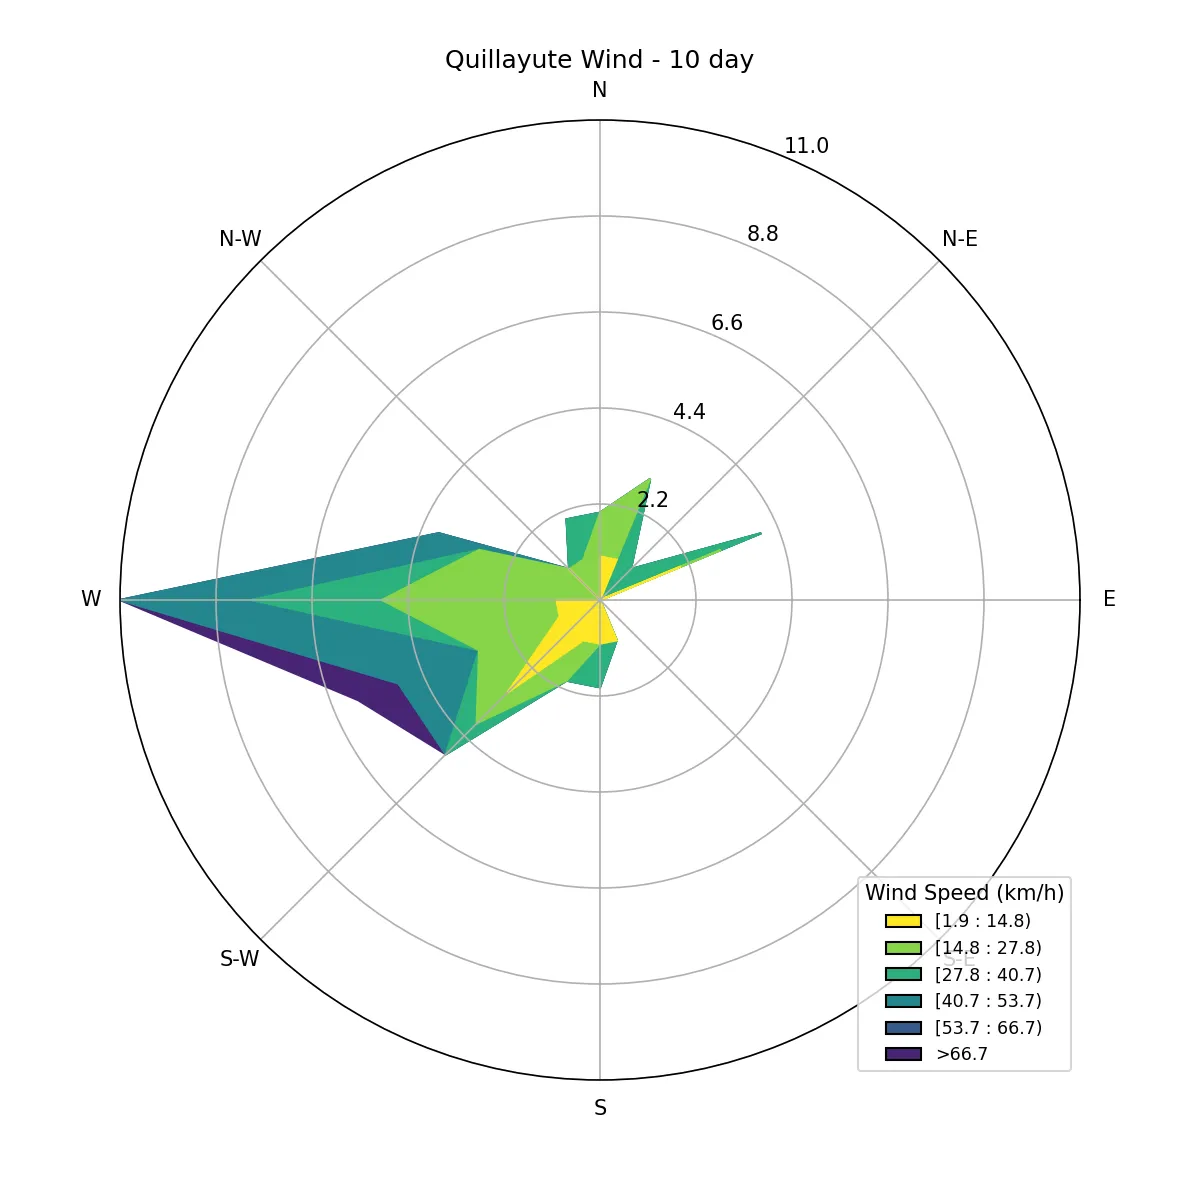 Quillayute Wind - 10 day
N
11.0
8.8
N-W
N-E
6.6
4.4
2.2
W
E
S-W
S-E
Wind Speed (km/h)
[1.9 : 14.8)
[14.8 : 27.8)
[27.8 : 40.7)
[40.7 : 53.7)
[53.7 : 66.7)
>66.7
S